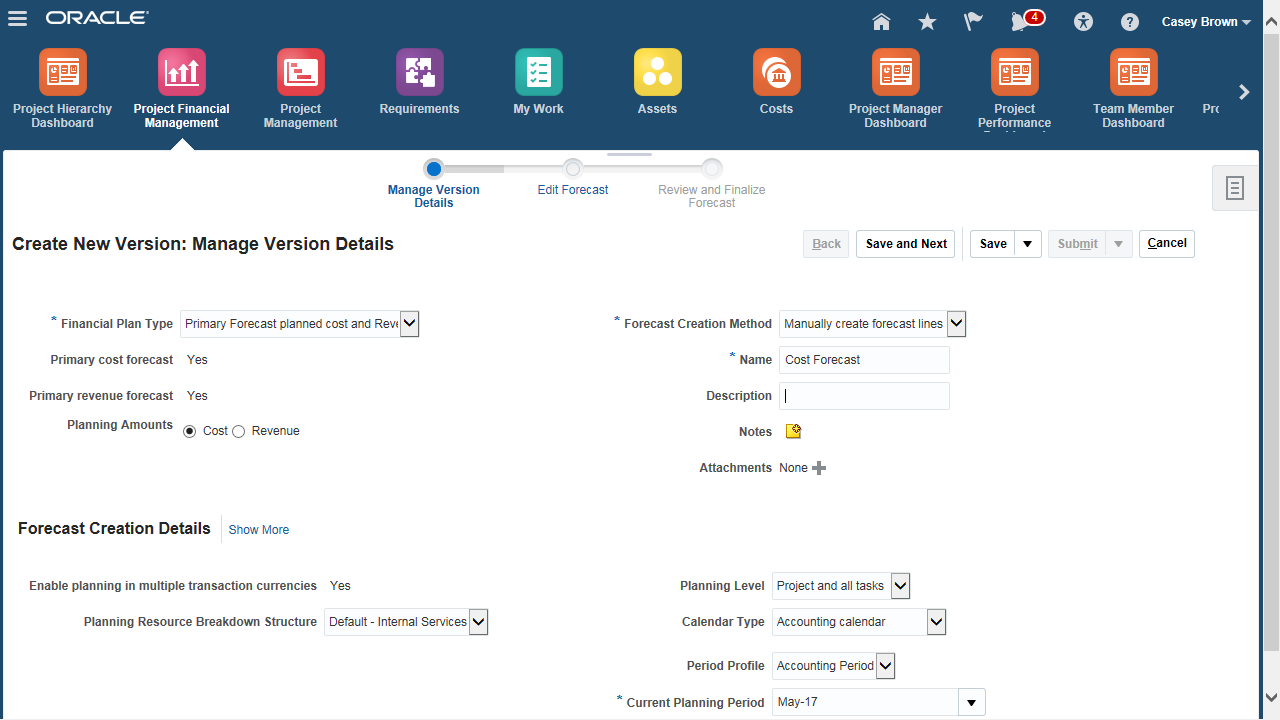 ORACLE
4
Casey Brown
Project Hierarchy
Dashboard
Project Financial
Management
Project
Management
Requirements
My Work
Assets
Costs
Project Manager
Dashboard
Project
Performance
Team Member
Dashboard
Manage Version
Details
Edit Forecast
Review and Finalize
Forecast
Create New Version: Manage Version Details
Back
Save and Next
Save
Submit
Cancel
* Financial Plan Type Primary Forecast planned cost and Reve
* Forecast Creation Method Manually create forecast lines
Primary cost forecast Yes
* Name Cost Forecast
Primary revenue forecast Yes
Description
Planning Amounts Cost Revenue
Notes
Attachments None
Forecast Creation Details Show More
Enable planning in multiple transaction currencies Yes
Planning Level Project and all tasks
Planning Resource Breakdown Structure Default - Internal Services
Calendar Type Accounting calendar
Period Profile Accounting Period
* Current Planning Period May-17